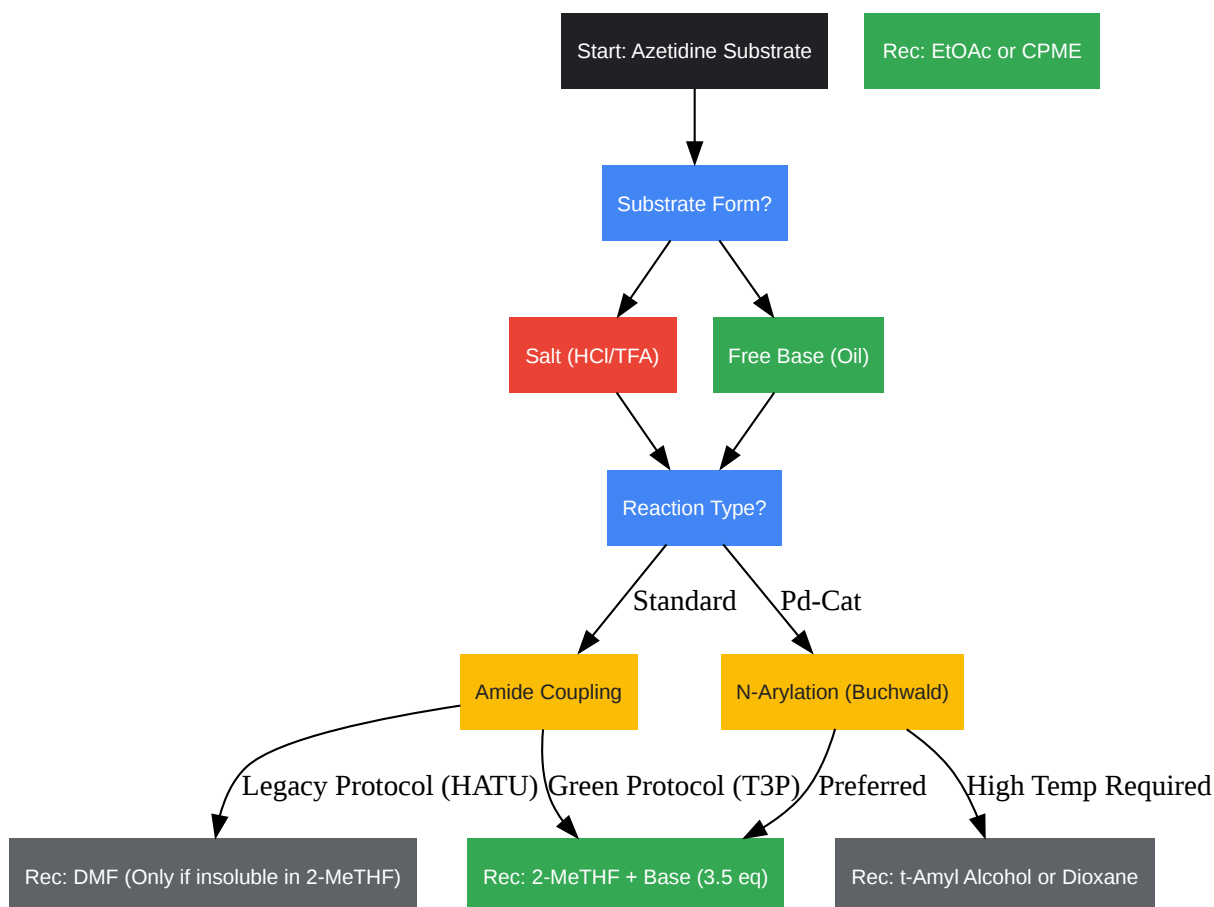 Start: Azetidine Substrate
Rec: EtOAc or CPME
Substrate Form?
Salt (HCl/TFA)
Free Base (Oil)
Reaction Type?
Standard
Pd-Cat
Amide Coupling
N-Arylation (Buchwald)
Legacy Protocol (HATU)
Green Protocol (T3P)
Preferred
High Temp Required
Rec: DMF (Only if insoluble in 2-MeTHF)
Rec: 2-MeTHF + Base (3.5 eq)
Rec: t-Amyl Alcohol or Dioxane